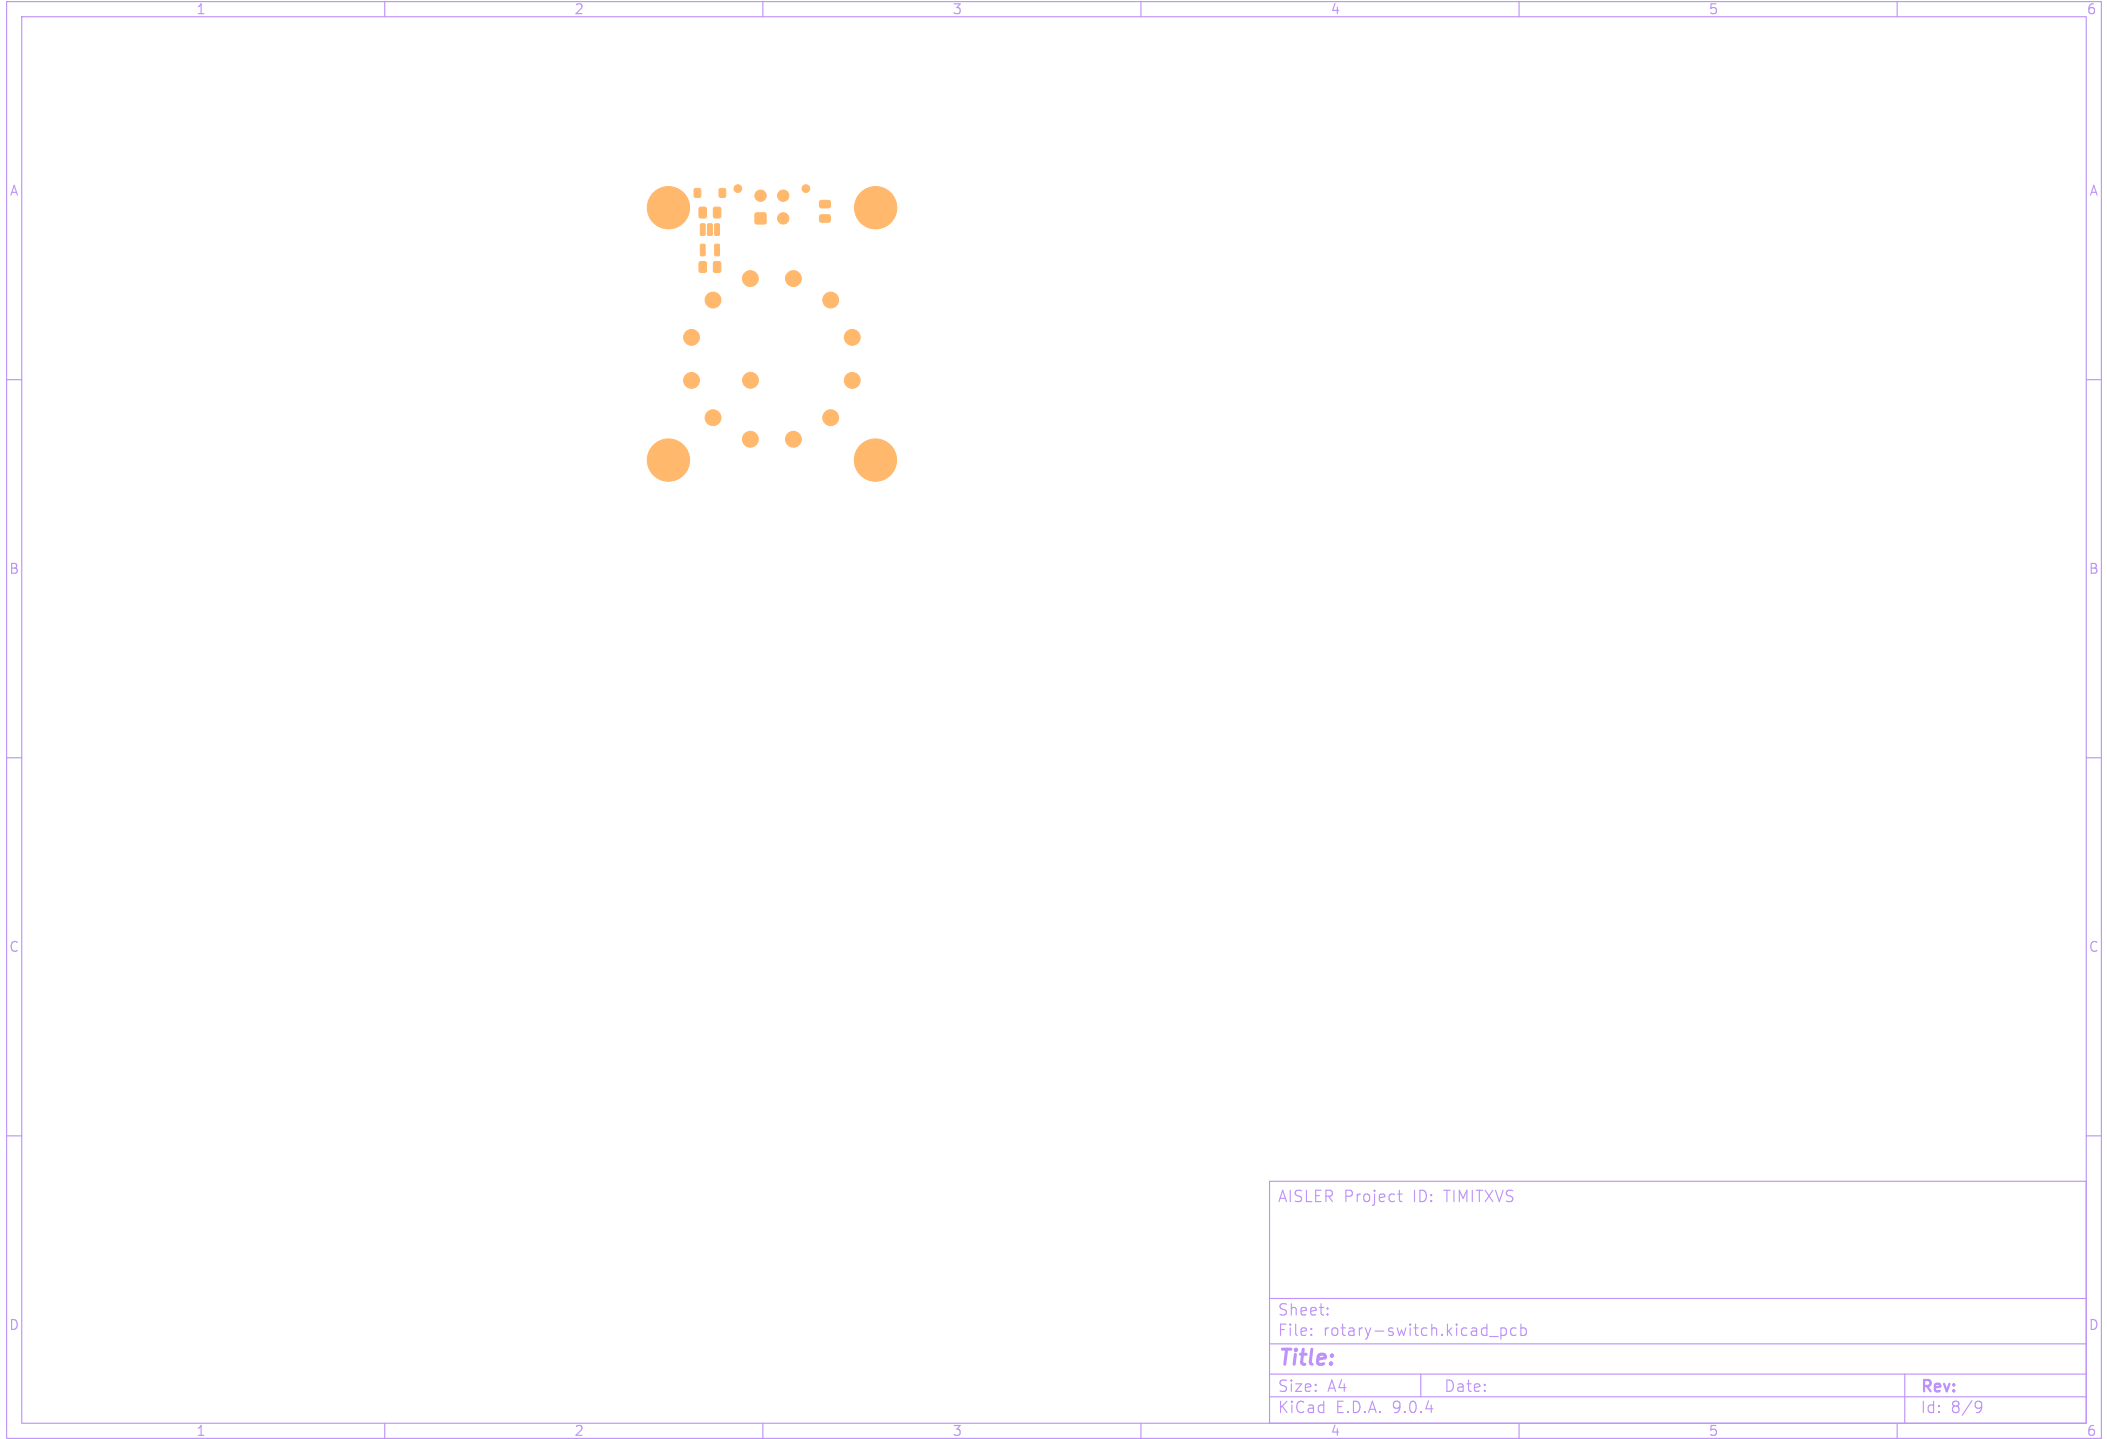 1 2 3 4 5 6
A A
B B
C C
AISLER Project ID: TIMITXVS
Sheet:
File: rotary-switch.kicad_pcb
D D
Title:
Size: A4 Date: Rev:
KiCad E.D.A. 9.0.4 Id: 8/9
1 2 3 4 5 6